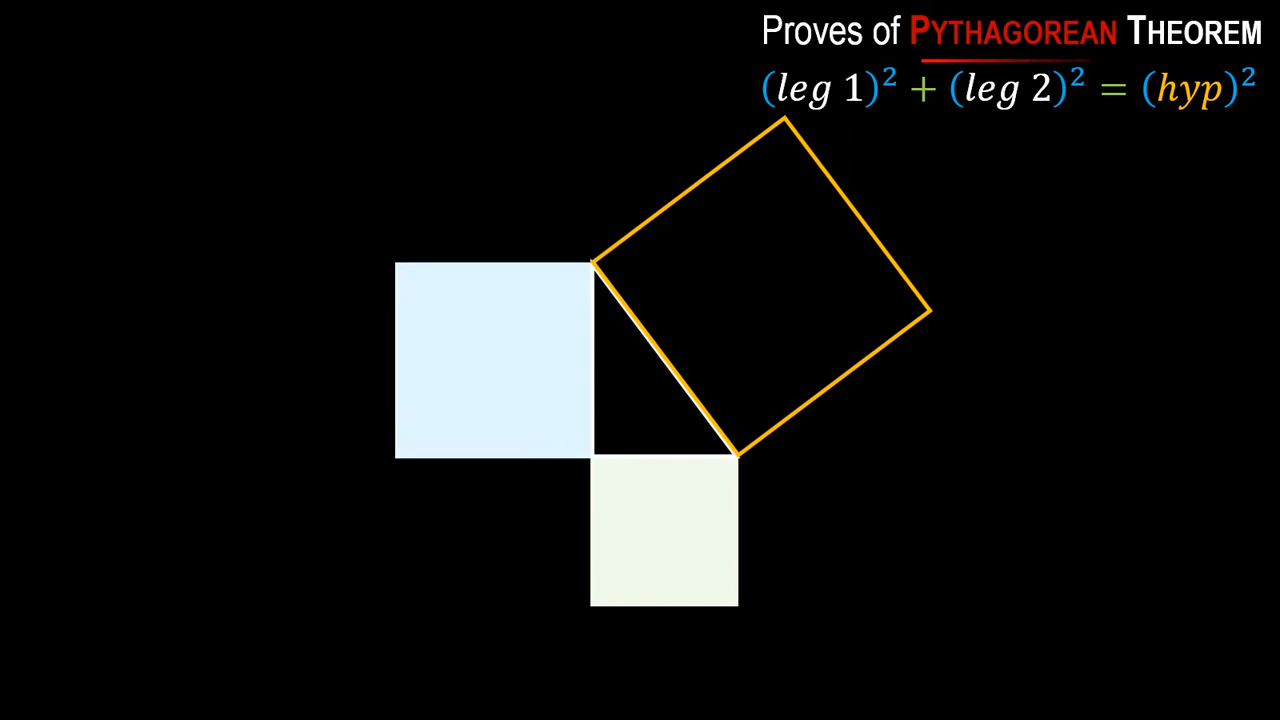 Proves of PYTHAGOREAN THEOREM
(leg 1)² + (leg 2)² = (hyp)²